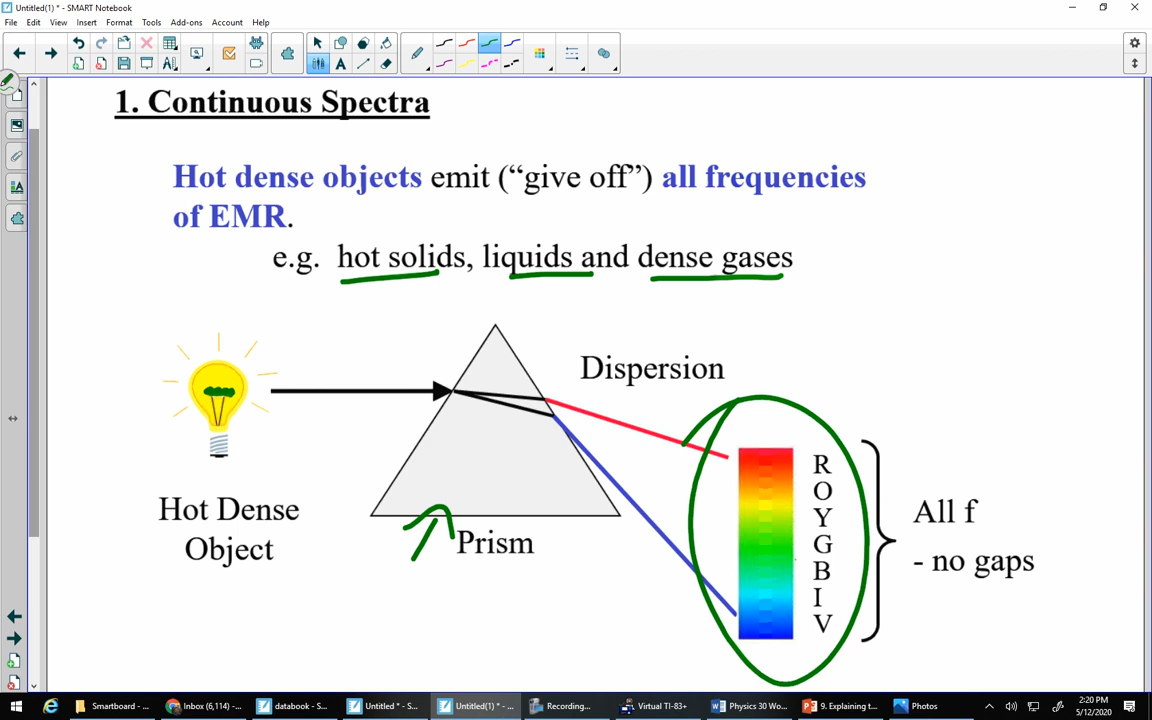 Untitled(1) * - SMART Notebook
File Edit View Insert Format Tools Add-ons Account Help
1. Continuous Spectra
Hot dense objects emit (“give off”) all frequencies
of EMR.
e.g. hot solids, liquids and dense gases
Dispersion
Hot Dense
Object
Prism
R
O
Y
G
B
I
V
All f
- no gaps
Smartboard - ...
Inbox (6,114) - ...
databook - S...
Untitled * - S...
Untitled(1) * - ...
Recording...
Virtual TI-83+
Physics 30 Wo...
9. Explaining t...
Photos
2:20 PM
5/12/2020